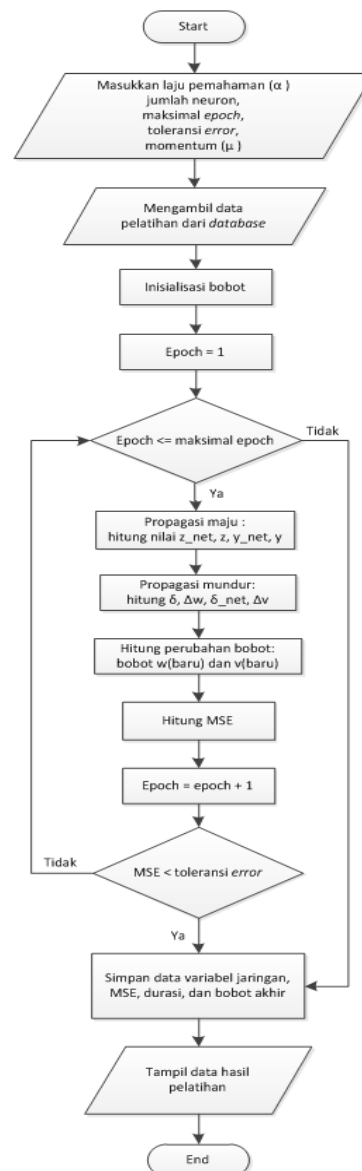 Start
Masukkan laju pemahaman (α )
jumlah neuron,
maksimal epoch,
toleransi error,
momentum (μ )
Mengambil data
pelatihan dari database
Inisialisasi bobot
Epoch = 1
Epoch <= maksimal epoch
Tidak
Ya
Propagasi maju :
hitung nilai z_net, z, y_net, y
Propagasi mundur:
hitung δ, Δw, δ_net, Δv
Hitung perubahan bobot:
bobot w(baru) dan v(baru)
Hitung MSE
Epoch = epoch + 1
Tidak
MSE < toleransi error
Ya
Simpan data variabel jaringan,
MSE, durasi, dan bobot akhir
Tampil data hasil
pelatihan
End